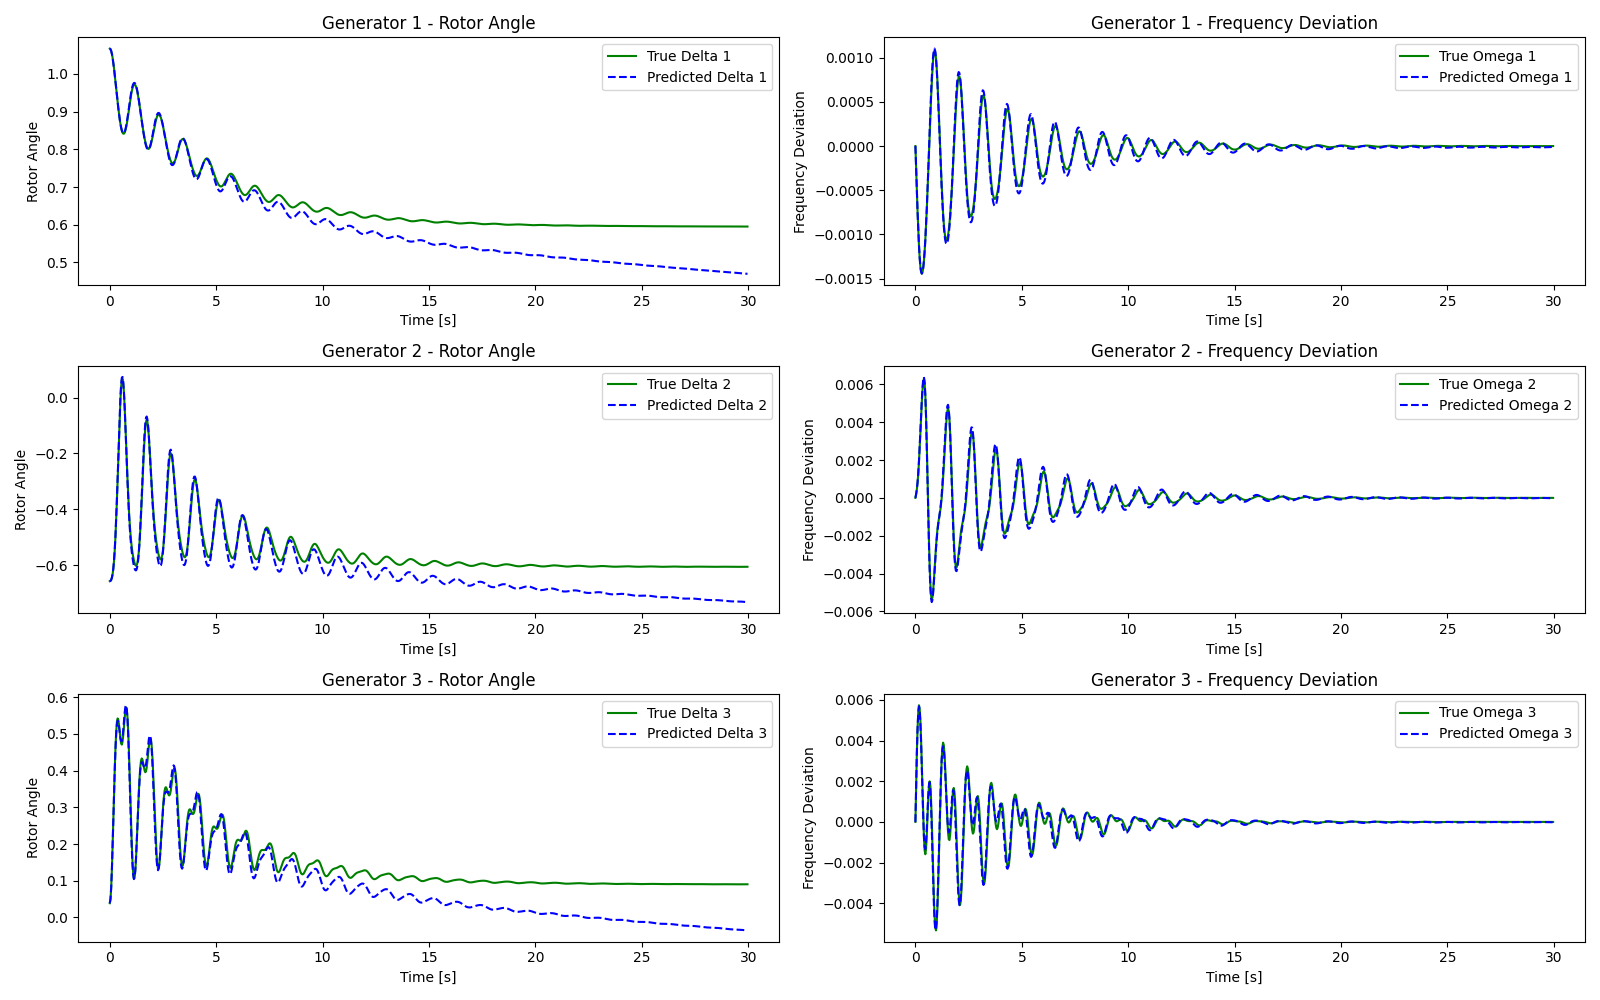 Generator 1 - Rotor Angle
Rotor Angle
1.0
0.9
0.8
0.7
0.6
0.5
True Delta 1
Predicted Delta 1
0 5 10 15 20 25 30
Time [s]
Generator 1 - Frequency Deviation
Frequency Deviation
0.0010
0.0005
0.0000
−0.0005
−0.0010
−0.0015
True Omega 1
Predicted Omega 1
0 5 10 15 20 25 30
Time [s]
Generator 2 - Rotor Angle
Rotor Angle
0.0
−0.2
−0.4
−0.6
True Delta 2
Predicted Delta 2
0 5 10 15 20 25 30
Time [s]
Generator 2 - Frequency Deviation
Frequency Deviation
0.006
0.004
0.002
0.000
−0.002
−0.004
−0.006
True Omega 2
Predicted Omega 2
0 5 10 15 20 25 30
Time [s]
Generator 3 - Rotor Angle
Rotor Angle
0.6
0.5
0.4
0.3
0.2
0.1
0.0
True Delta 3
Predicted Delta 3
0 5 10 15 20 25 30
Time [s]
Generator 3 - Frequency Deviation
Frequency Deviation
0.006
0.004
0.002
0.000
−0.002
−0.004
True Omega 3
Predicted Omega 3
0 5 10 15 20 25 30
Time [s]